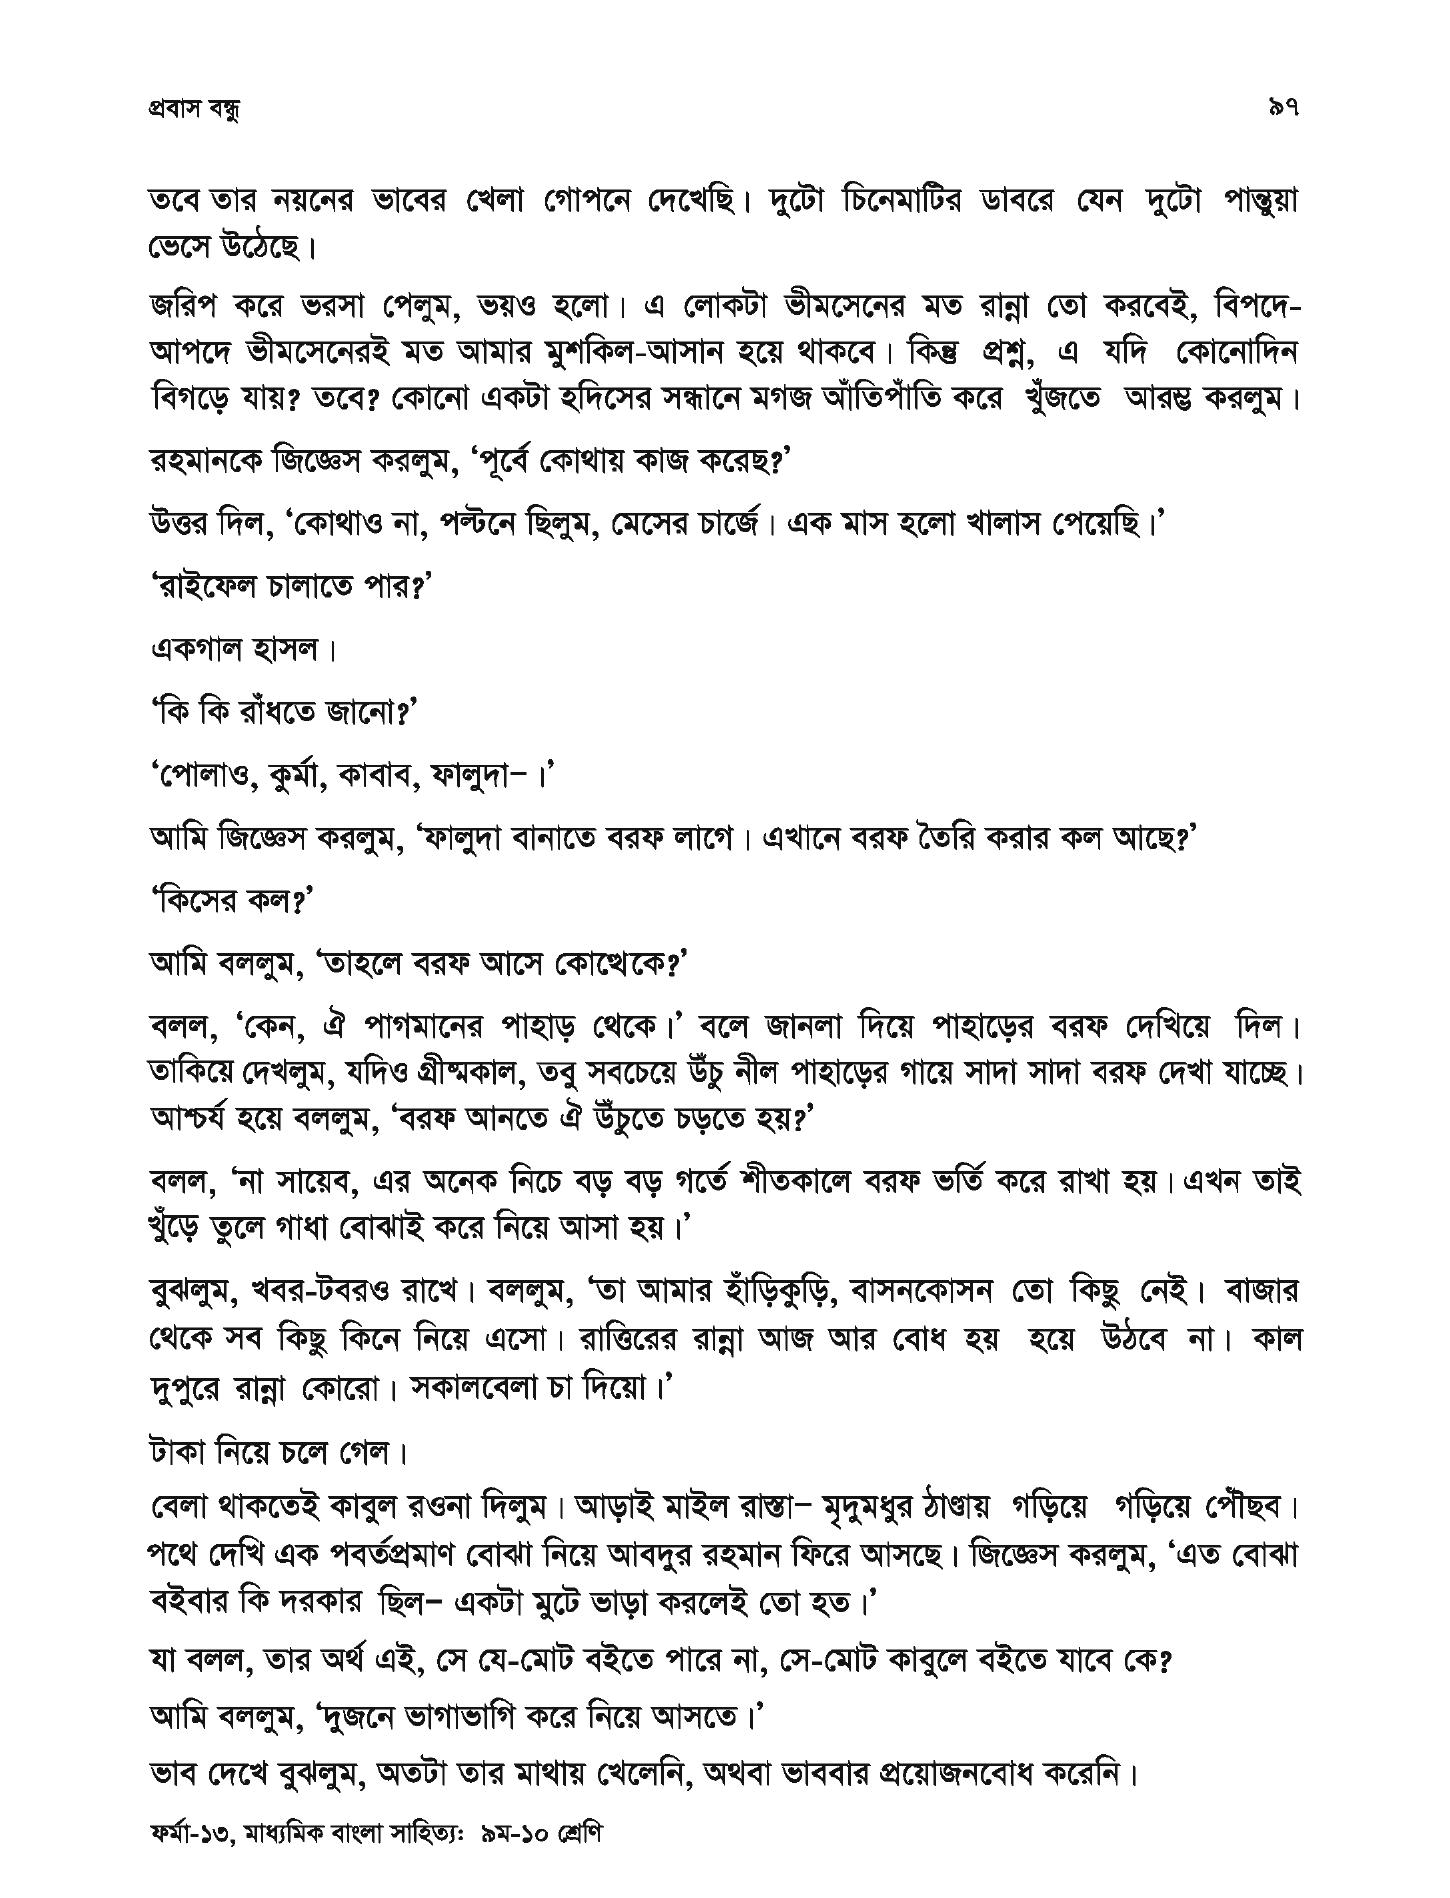 প্রবাস বন্ধু
৯৭
তবে তার নয়নের ভাবের খেলা গোপনে দেখেছি। দুটো চিনেমাটির ডাবরে যেন দুটো পান্তুয়া
ভেসে উঠেছে।
জরিপ করে ভরসা পেলুম, ভয়ও হলো। এ লোকটা ভীমসেনের মত রান্না তো করবেই, বিপদে-
আপদে ভীমসেনেরই মত আমার মুশকিল-আসান হয়ে থাকবে। কিন্তু প্রশ্ন, এ যদি কোনোদিন
বিগড়ে যায়? তবে? কোনো একটা হদিসের সন্ধানে মগজ আঁতিপাঁতি করে খুঁজতে আরম্ভ করলুম।
রহমানকে জিজ্ঞেস করলুম, ‘পূর্বে কোথায় কাজ করেছ?’
উত্তর দিল, ‘কোথাও না, পল্টনে ছিলুম, মেসের চার্জে। এক মাস হলো খালাস পেয়েছি।’
‘রাইফেল চালাতে পার?’
একগাল হাসল।
‘কি কি রাঁধতে জানো?’
‘পোলাও, কুর্মা, কাবাব, ফালুদা–।’
আমি জিজ্ঞেস করলুম, ‘ফালুদা বানাতে বরফ লাগে। এখানে বরফ তৈরি করার কল আছে?’
‘কিসের কল?’
আমি বললুম, ‘তাহলে বরফ আসে কোত্থেকে?’
বলল, ‘কেন, ঐ পাগমানের পাহাড় থেকে।’ বলে জানলা দিয়ে পাহাড়ের বরফ দেখিয়ে দিল।
তাকিয়ে দেখলুম, যদিও গ্রীষ্মকাল, তবু সবচেয়ে উঁচু নীল পাহাড়ের গায়ে সাদা সাদা বরফ দেখা যাচ্ছে।
আশ্চর্য হয়ে বললুম, ‘বরফ আনতে ঐ উঁচুতে চড়তে হয়?’
বলল, ‘না সায়েব, এর অনেক নিচে বড় বড় গর্তে শীতকালে বরফ ভর্তি করে রাখা হয়। এখন তাই
খুঁড়ে তুলে গাধা বোঝাই করে নিয়ে আসা হয়।’
বুঝলুম, খবর-টবরও রাখে। বললুম, ‘তা আমার হাঁড়িকুড়ি, বাসনকোসন তো কিছু নেই। বাজার
থেকে সব কিছু কিনে নিয়ে এসো। রাত্তিরের রান্না আজ আর বোধ হয় হয়ে উঠবে না। কাল
দুপুরে রান্না কোরো। সকালবেলা চা দিয়ো।’
টাকা নিয়ে চলে গেল।
বেলা থাকতেই কাবুল রওনা দিলুম। আড়াই মাইল রাস্তা– মৃদুমধুর ঠাণ্ডায় গড়িয়ে গড়িয়ে পৌঁছব।
পথে দেখি এক পবর্তপ্রমাণ বোঝা নিয়ে আবদুর রহমান ফিরে আসছে। জিজ্ঞেস করলুম, ‘এত বোঝা
বইবার কি দরকার ছিল– একটা মুটে ভাড়া করলেই তো হত।’
যা বলল, তার অর্থ এই, সে যে-মোট বইতে পারে না, সে-মোট কাবুলে বইতে যাবে কে?
আমি বললুম, ‘দুজনে ভাগাভাগি করে নিয়ে আসতে।’
ভাব দেখে বুঝলুম, অতটা তার মাথায় খেলেনি, অথবা ভাববার প্রয়োজনবোধ করেনি।
ফর্মা-১৩, মাধ্যমিক বাংলা সাহিত্যঃ ৯ম-১০ শ্রেণি